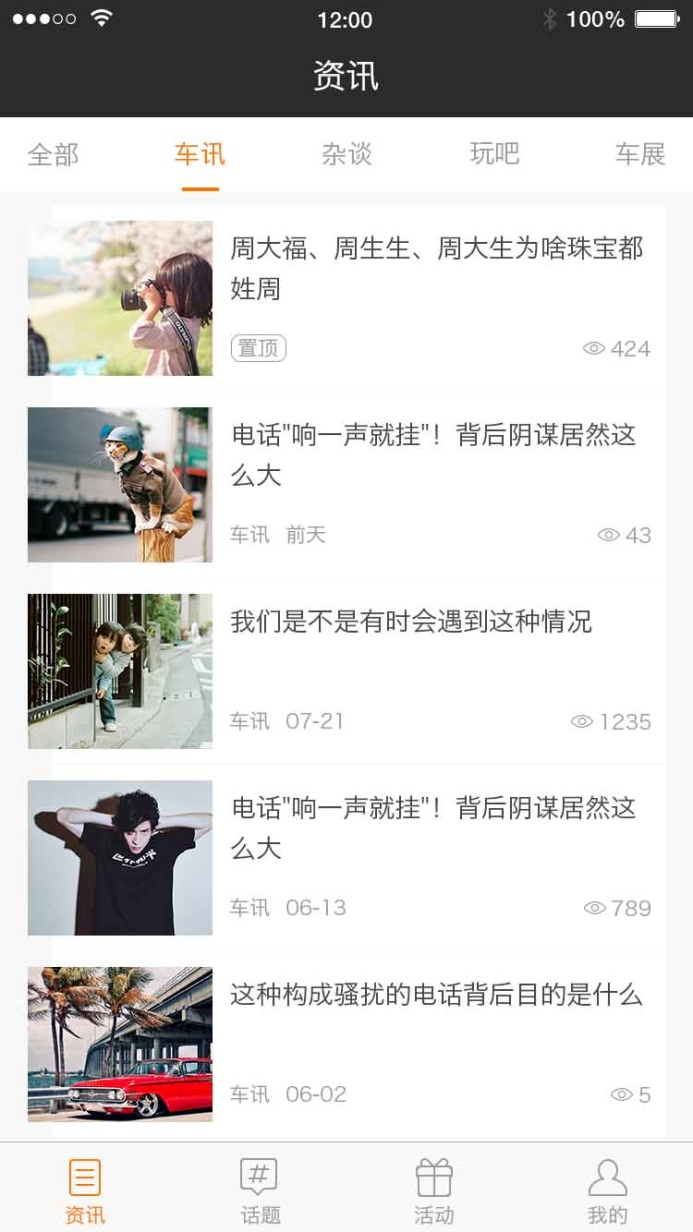 12:00
100%
资讯
全部 车讯 杂谈 玩吧 车展
周大福、周生生、周大生为啥珠宝都
姓周
置顶 424
电话"响一声就挂"！背后阴谋居然这
么大
车讯 前天 43
我们是不是有时会遇到这种情况
车讯 07-21 1235
电话"响一声就挂"！背后阴谋居然这
么大
车讯 06-13 789
这种构成骚扰的电话背后目的是什么
车讯 06-02 5
OLYMPUS
资讯 话题 活动 我的